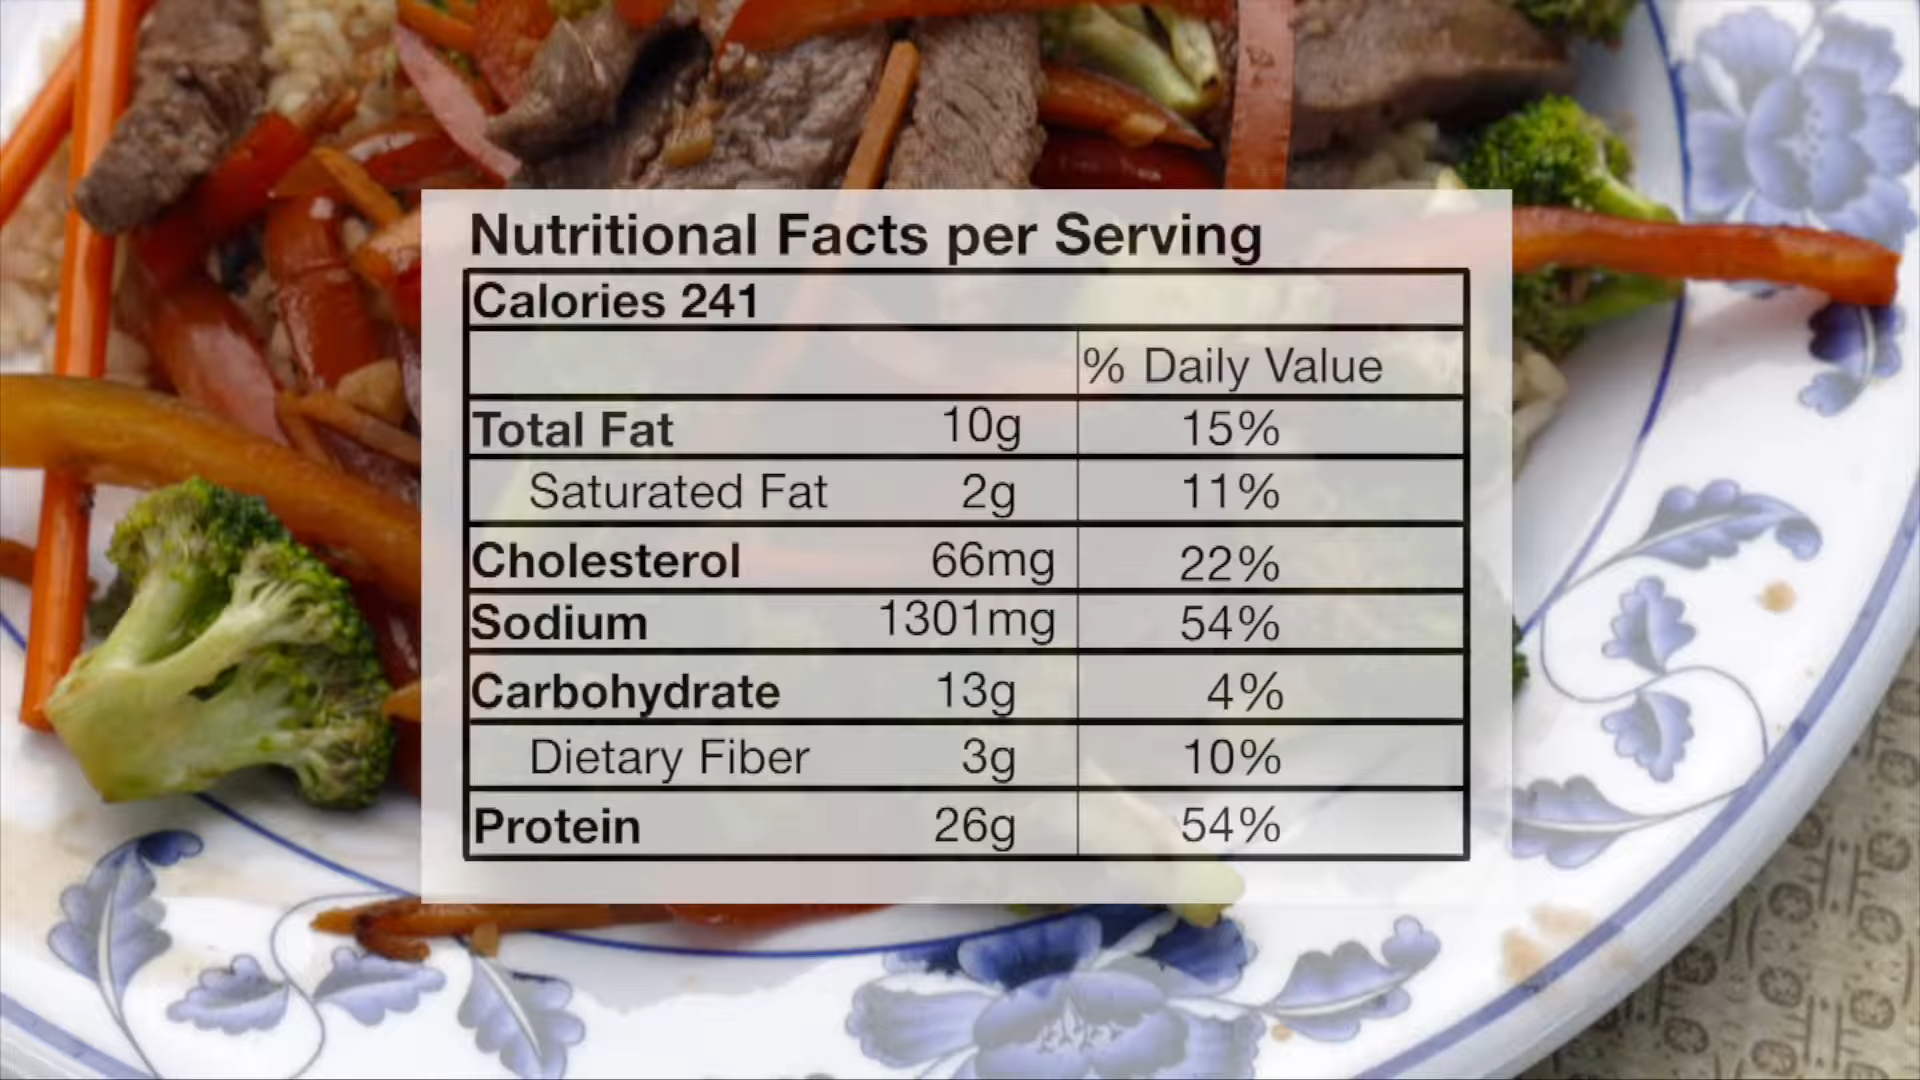 Nutritional Facts per Serving
Calories 241
% Daily Value
Total Fat 10g 15%
Saturated Fat 2g 11%
Cholesterol 66mg 22%
Sodium 1301mg 54%
Carbohydrate 13g 4%
Dietary Fiber 3g 10%
Protein 26g 54%